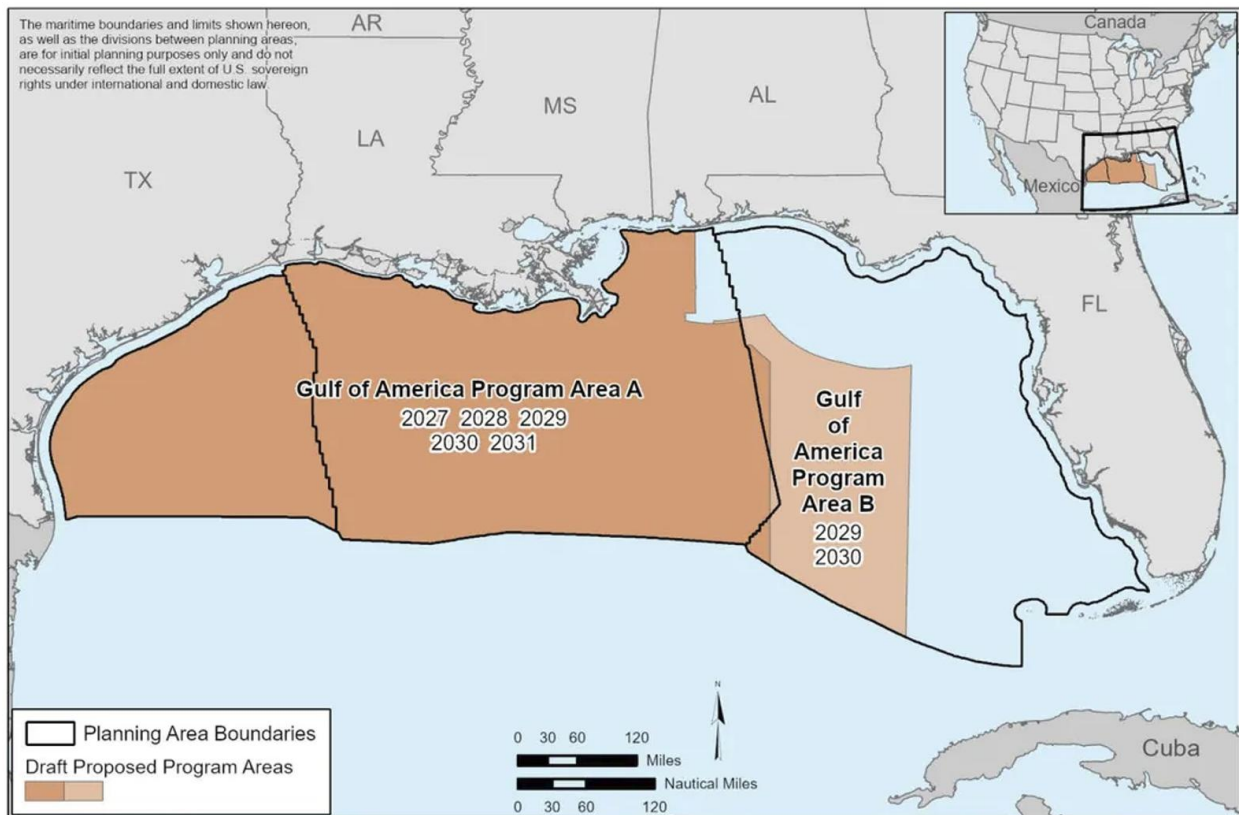 The maritime boundaries and limits shown hereon,
as well as the divisions between planning areas,
are for initial planning purposes only and do not
necessarily reflect the full extent of U.S. sovereign
rights under international and domestic law.
AR
Canada
MS
AL
LA
TX
Mexico
FL
Gulf of America Program Area A
2027 2028 2029
2030 2031
Gulf
of
America
Program
Area B
2029
2030
N
Planning Area Boundaries
Draft Proposed Program Areas
0 30 60 120
Miles
Nautical Miles
0 30 60 120
Cuba